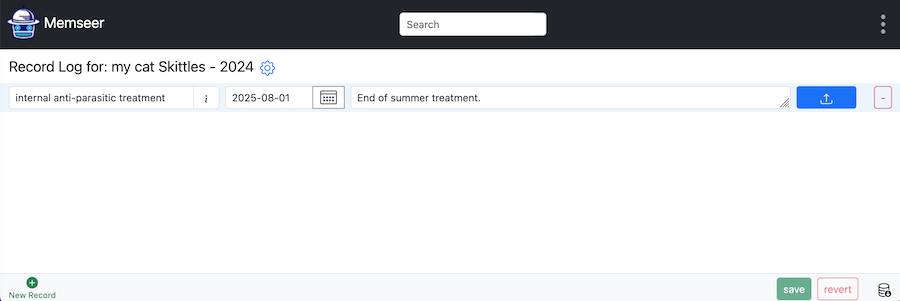 Memseer
Search
Record Log for: my cat Skittles - 2024
internal anti-parasitic treatment
i
2025-08-01
End of summer treatment.
-
New Record
save
revert